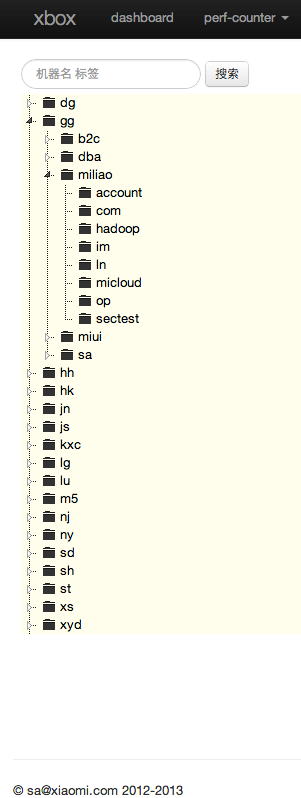 xbox dashboard perf-counter
机器名 标签 搜索
dg
gg
b2c
dba
miliao
account
com
hadoop
im
ln
micloud
op
sectest
miui
sa
hh
hk
jn
js
kxc
lg
lu
m5
nj
ny
sd
sh
st
xs
xyd
© sa@xiaomi.com 2012-2013